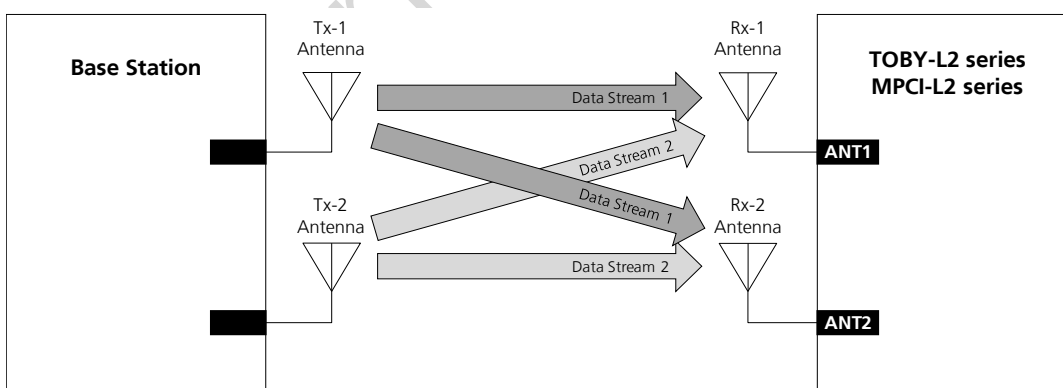 Base Station
Tx-1
Antenna
Tx-2
Antenna
Data Stream 1
Data Stream 2
Data Stream 1
Data Stream 2
Rx-1
Antenna
Rx-2
Antenna
TOBY-L2 series
MPCI-L2 series
ANT1
ANT2